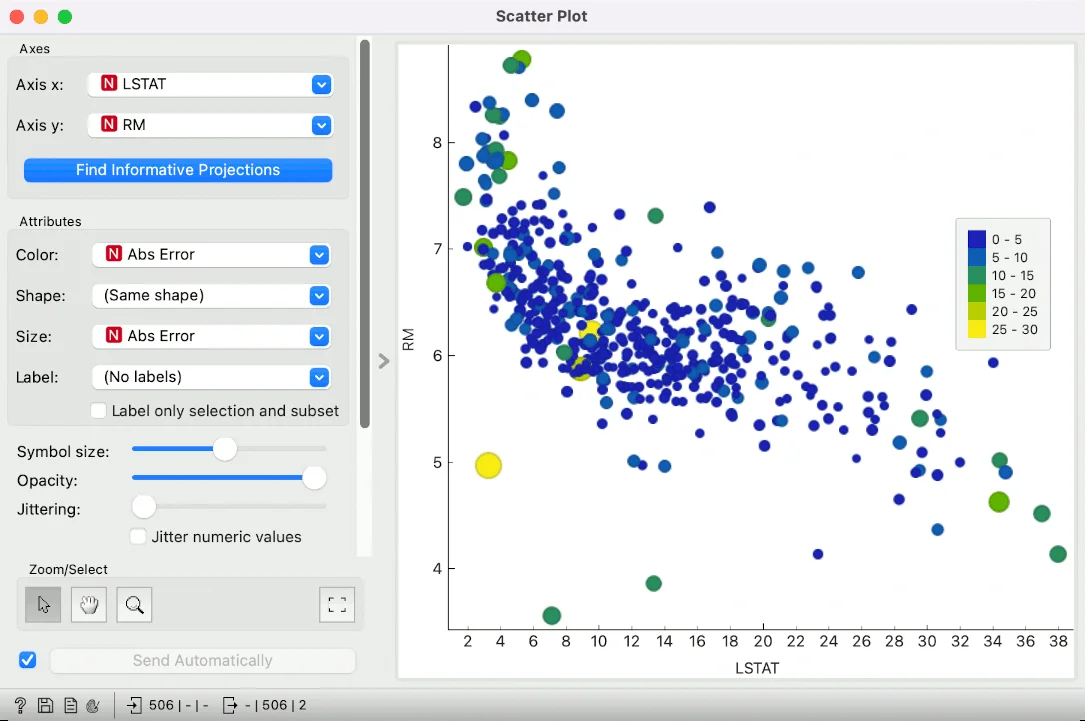 Scatter Plot
Axes
Axis x: N LSTAT
Axis y: N RM
Find Informative Projections
Attributes
Color: N Abs Error
Shape: (Same shape)
Size: N Abs Error
Label: (No labels)
Label only selection and subset
Symbol size:
Opacity:
Jittering:
Jitter numeric values
Zoom/Select
Send Automatically
? 506 | - | - - | 506 | 2
RM
8
7
6
5
4
2 4 6 8 10 12 14 16 18 20 22 24 26 28 30 32 34 36 38
LSTAT
0 - 5
5 - 10
10 - 15
15 - 20
20 - 25
25 - 30